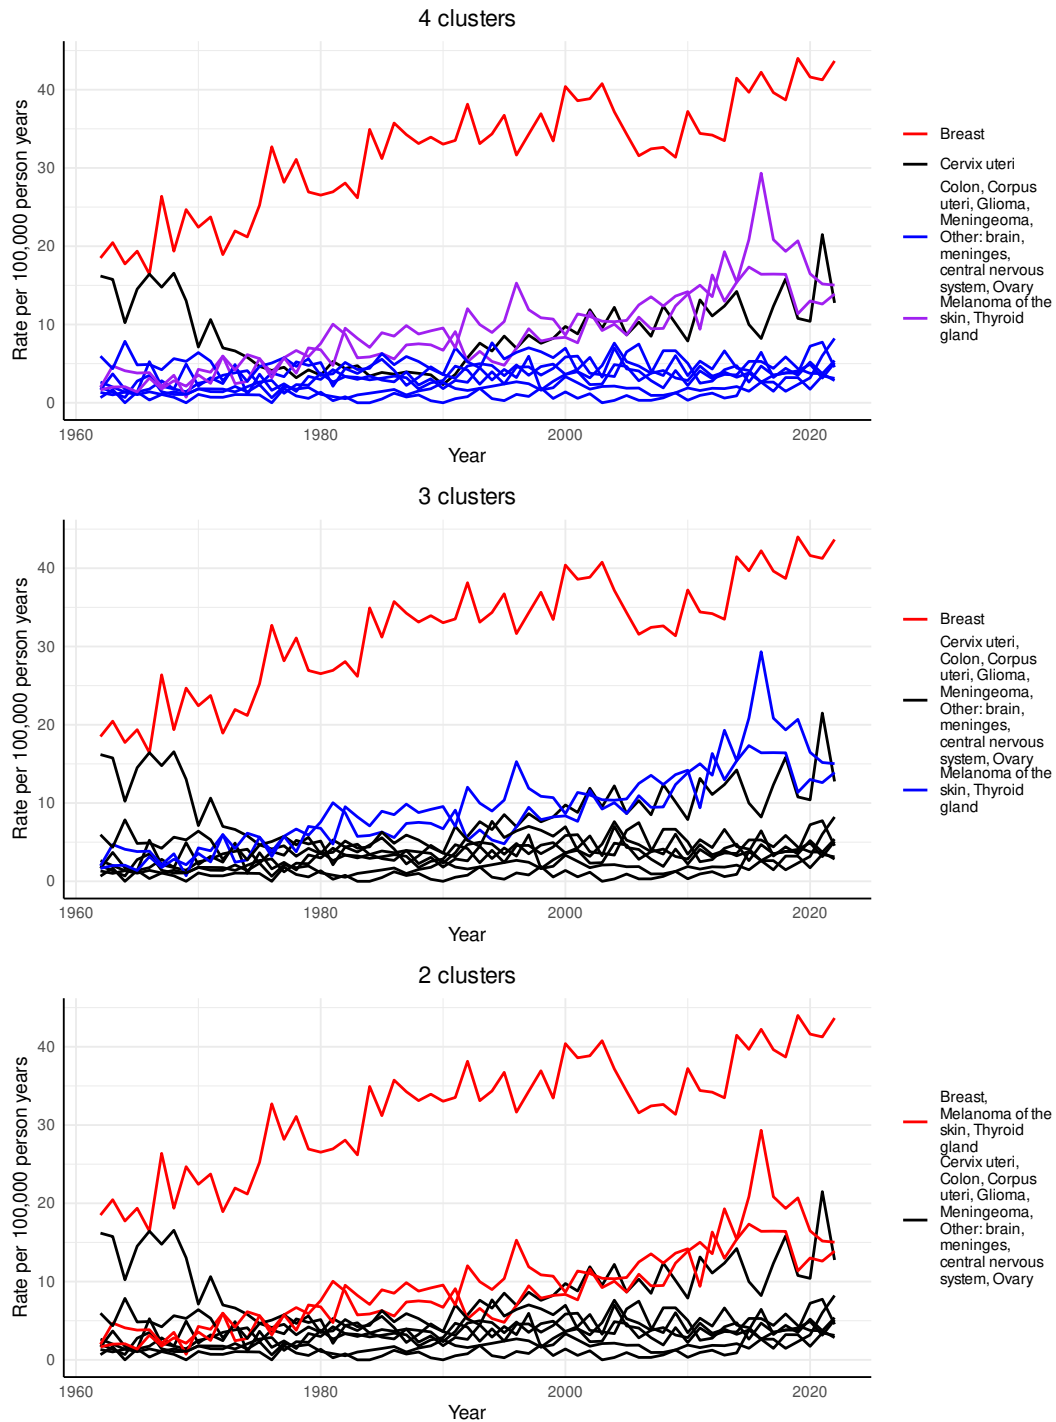 4 clusters
Rate per 100,000 person years
40
30
20
10
0
1960
1980
2000
2020
Year
Breast
Cervix uteri
Colon, Corpus
uteri, Glioma,
Meningeoma,
Other: brain,
meninges,
central nervous
system, Ovary
Melanoma of the
skin, Thyroid
gland
3 clusters
Rate per 100,000 person years
40
30
20
10
0
1960
1980
2000
2020
Year
Breast
Cervix uteri,
Colon, Corpus
uteri, Glioma,
Meningeoma,
Other: brain,
meninges,
central nervous
system, Ovary
Melanoma of the
skin, Thyroid
gland
2 clusters
Rate per 100,000 person years
40
30
20
10
0
1960
1980
2000
2020
Year
Breast,
Melanoma of the
skin, Thyroid
gland
Cervix uteri,
Colon, Corpus
uteri, Glioma,
Meningeoma,
Other: brain,
meninges,
central nervous
system, Ovary